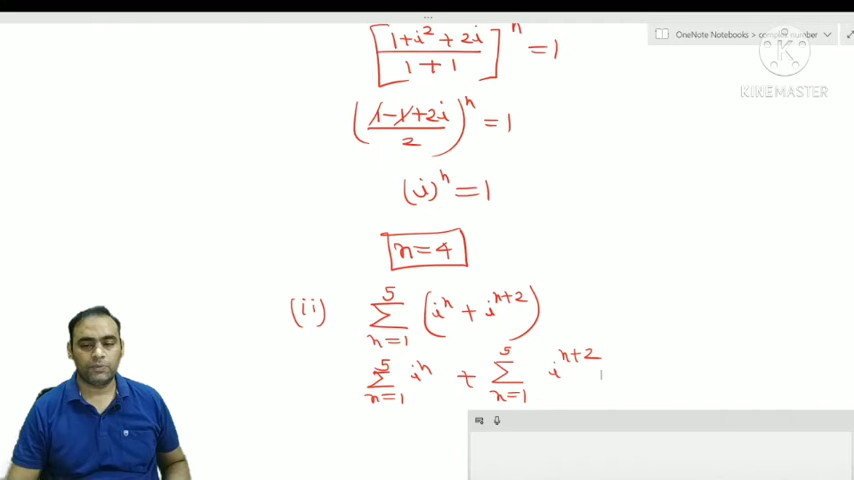 [1+i²+2i / 1+1]ⁿ = 1
OneNote Notebooks › complex number
KINEMASTER
(1-1+2i / 2)ⁿ = 1
(i)ⁿ = 1
n=4
(ii) ∑_{n=1}^{5} (iⁿ + iⁿ⁺²)
∑_{n=1}^{5} iⁿ + ∑_{n=1}^{5} iⁿ⁺²